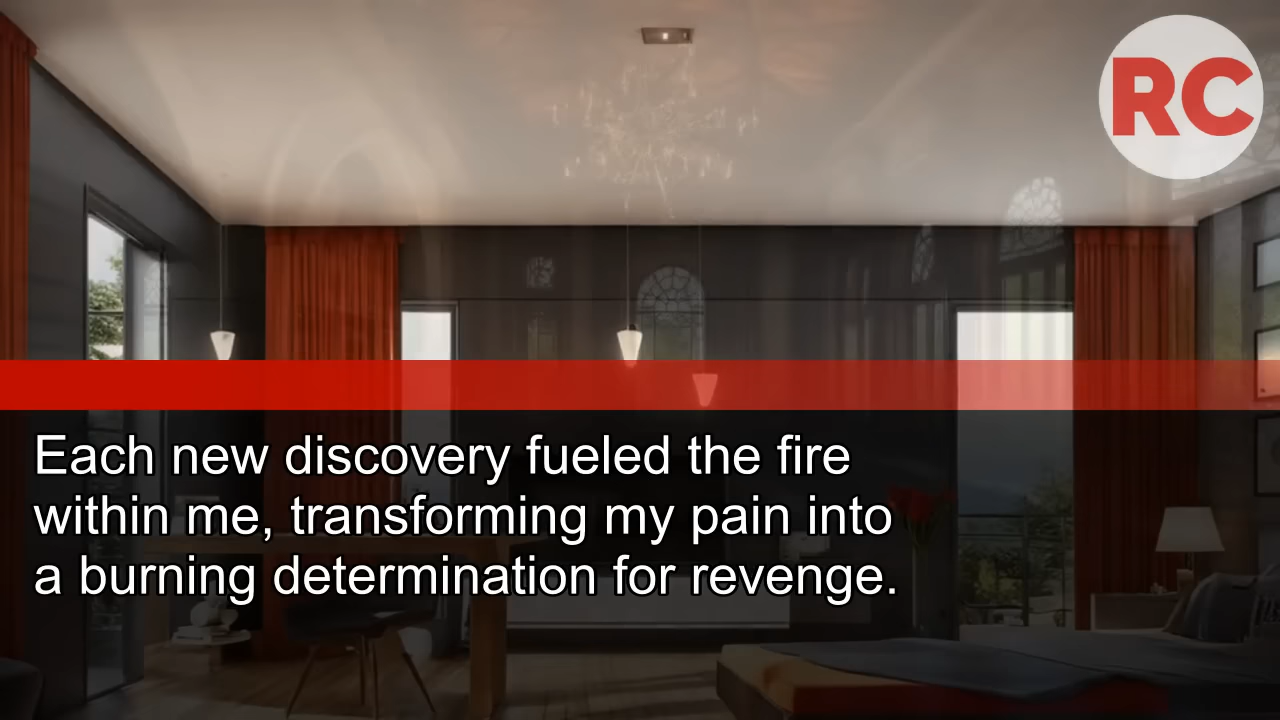 RC
Each new discovery fueled the fire
within me, transforming my pain into
a burning determination for revenge.